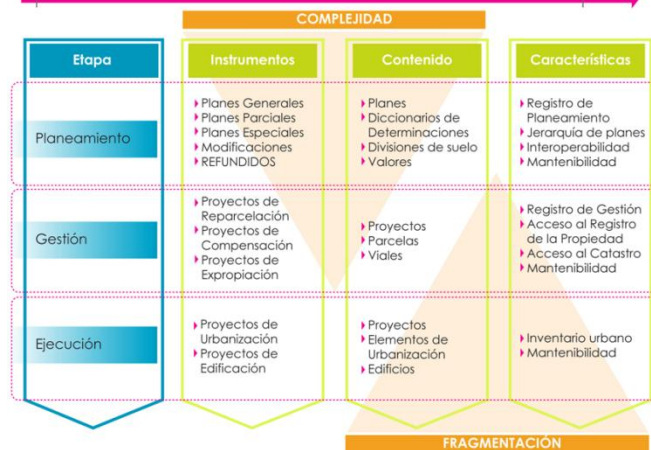 COMPLEJIDAD
Etapa
Instrumentos
Contenido
Características
Planeamiento
Planes Generales
Planes Parciales
Planes Especiales
Modificaciones
REFUNDIDOS
Planes
Diccionarios de
Determinaciones
Divisiones de suelo
Valores
Registro de
Planeamiento
Jerarquía de planes
Interoperabilidad
Mantenibilidad
Gestión
Proyectos de
Reparcelación
Proyectos de
Compensación
Proyectos de
Expropiación
Proyectos
Parcelas
Viales
Registro de Gestión
Acceso al Registro
de la Propiedad
Acceso al Catastro
Mantenibilidad
Ejecución
Proyectos de
Urbanización
Proyectos de
Edificación
Proyectos
Elementos de
Urbanización
Edificios
Inventario urbano
Mantenibilidad
FRAGMENTACIÓN